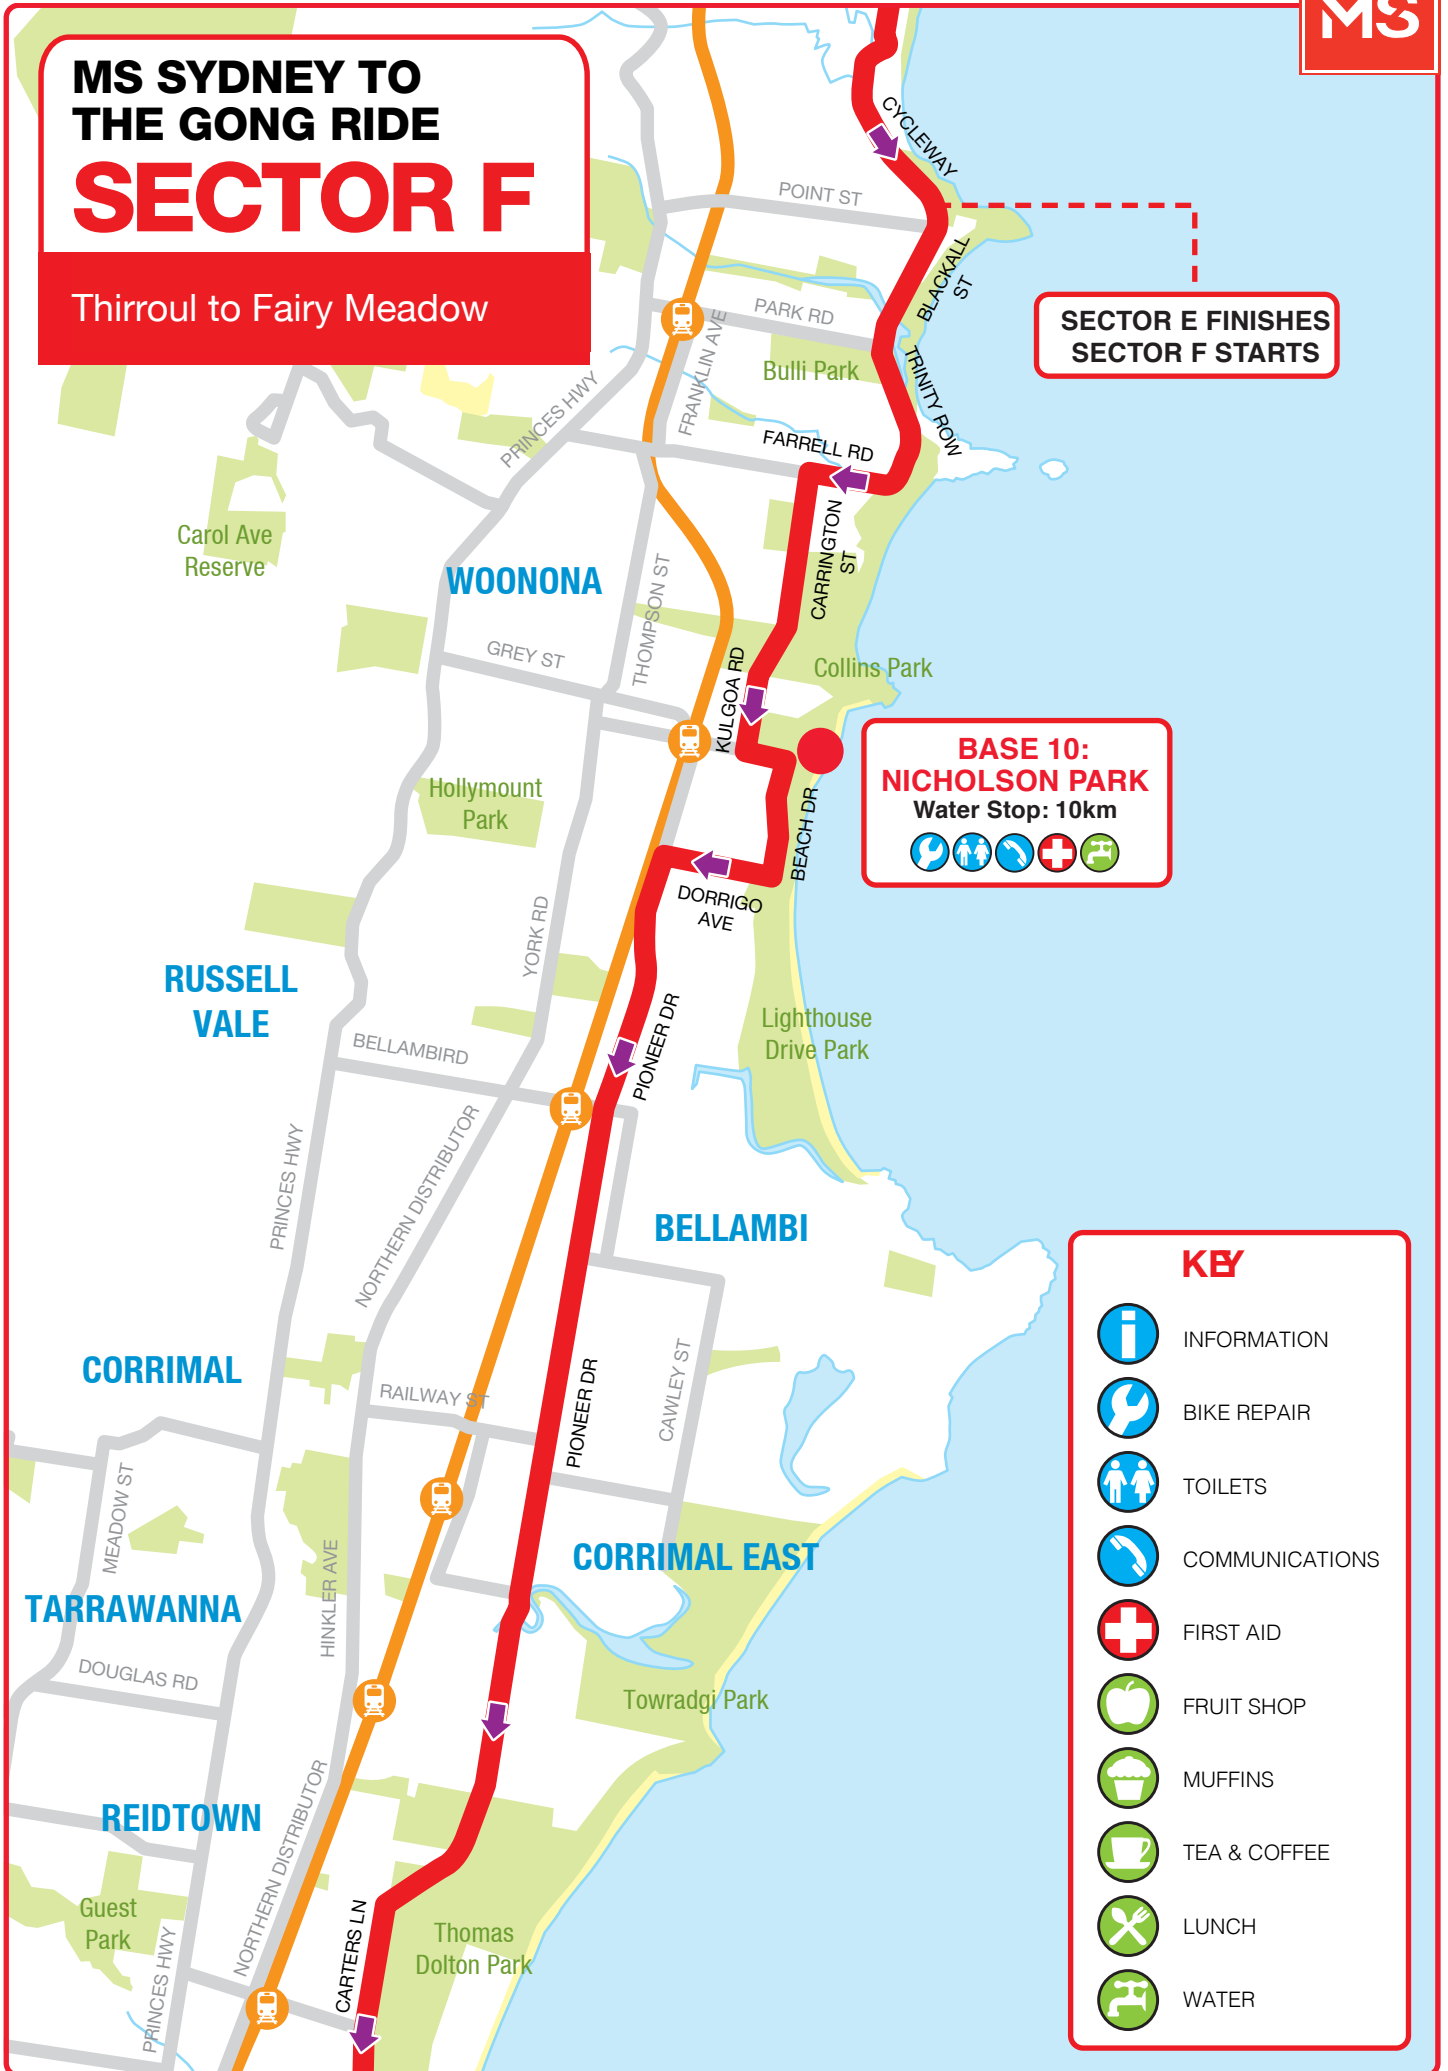 MS
MS SYDNEY TO
THE GONG RIDE
SECTOR F
Thirroul to Fairy Meadow
CYCLEWAY
POINT ST
BLACKALL
ST
SECTOR E FINISHES
SECTOR F STARTS
PARK RD
FRANKLIN AVE
Bulli Park
TRINITY ROW
PRINCES HWY
FARRELL RD
Carol Ave
Reserve
CARRINGTON
ST
WOONONA
THOMPSON ST
GREY ST
KULGOA RD
Collins Park
BASE 10:
NICHOLSON PARK
Water Stop: 10km
Hollymount
Park
BEACH DR
DORRIGO
AVE
YORK RD
RUSSELL
VALE
PIONEER DR
Lighthouse
Drive Park
BELLAMBIRD
PRINCES HWY
NORTHERN DISTRIBUTOR
BELLAMBI
CORRIMAL
RAILWAY ST
PIONEER DR
CAWLEY ST
MEADOW ST
HINKLER AVE
CORRIMAL EAST
TARRAWANNA
DOUGLAS RD
Towradgi Park
REIDTOWN
NORTHERN DISTRIBUTOR
Guest
Park
PRINCES HWY
CARTERS LN
Thomas
Dolton Park
KEY
INFORMATION
BIKE REPAIR
TOILETS
COMMUNICATIONS
FIRST AID
FRUIT SHOP
MUFFINS
TEA & COFFEE
LUNCH
WATER